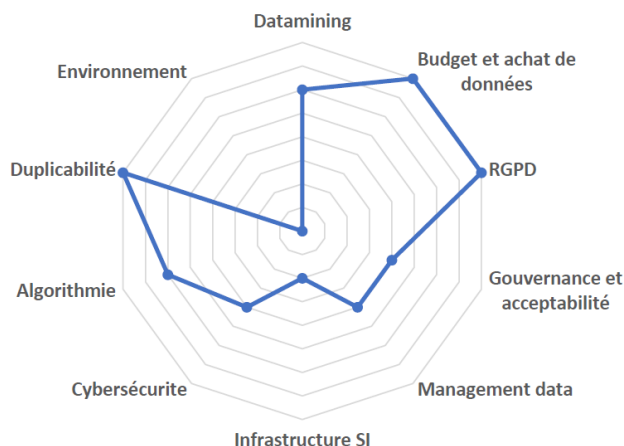 Datamining
Budget et achat de
données
RGPD
Gouvernance et
acceptabilité
Management data
Infrastructure SI
Cybersécurite
Algorithmie
Duplicabilité
Environnement